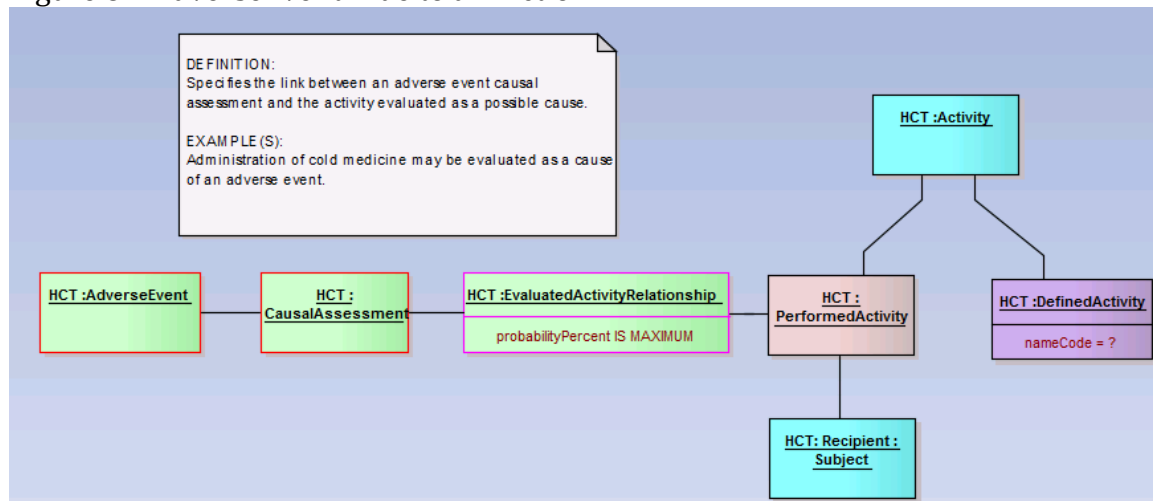 DEFINITION:
Specifies the link between an adverse event causal
assessment and the activity evaluated as a possible cause.
EXAMPLE(S):
Administration of cold medicine may be evaluated as a cause
of an adverse event.
HCT :Activity
HCT :AdverseEvent
HCT :
CausalAssessment
HCT :EvaluatedActivityRelationship
probabilityPercent IS MAXIMUM
HCT :
PerformedActivity
HCT :DefinedActivity
nameCode = ?
HCT: Recipient :
Subject